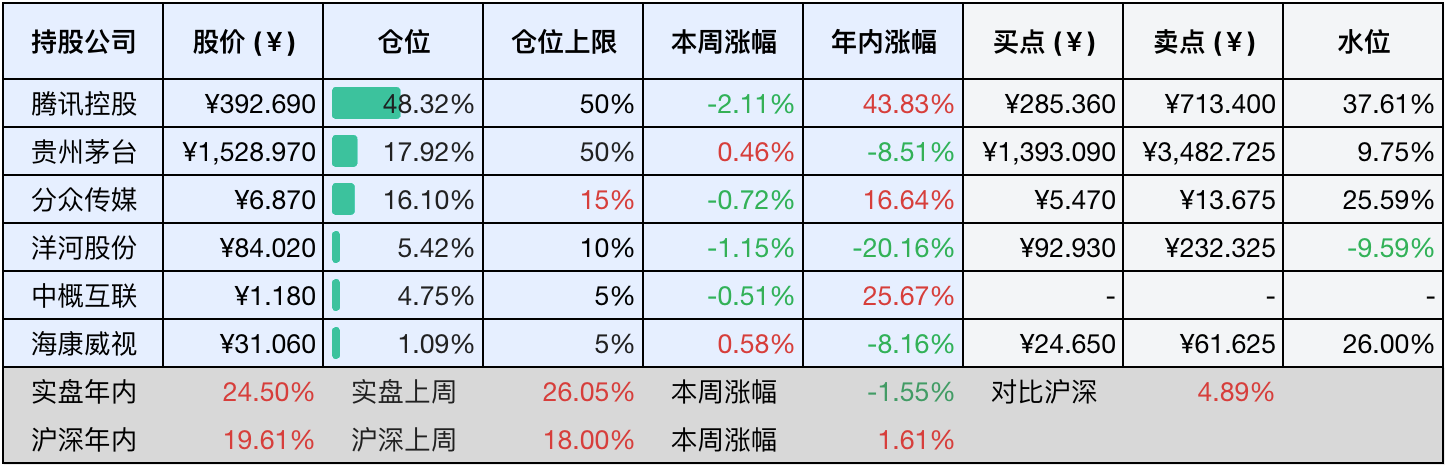 持股公司 股价 (¥) 仓位 仓位上限 本周涨幅 年内涨幅 买点 (¥) 卖点 (¥) 水位
腾讯控股 ¥392.690 48.32% 50% -2.11% 43.83% ¥285.360 ¥713.400 37.61%
贵州茅台 ¥1,528.970 17.92% 50% 0.46% -8.51% ¥1,393.090 ¥3,482.725 9.75%
分众传媒 ¥6.870 16.10% 15% -0.72% 16.64% ¥5.470 ¥13.675 25.59%
洋河股份 ¥84.020 5.42% 10% -1.15% -20.16% ¥92.930 ¥232.325 -9.59%
中概互联 ¥1.180 4.75% 5% -0.51% 25.67% - - -
海康威视 ¥31.060 1.09% 5% 0.58% -8.16% ¥24.650 ¥61.625 26.00%
实盘年内 24.50% 实盘上周 26.05% 本周涨幅 -1.55% 对比沪深 4.89%
沪深年内 19.61% 沪深上周 18.00% 本周涨幅 1.61%